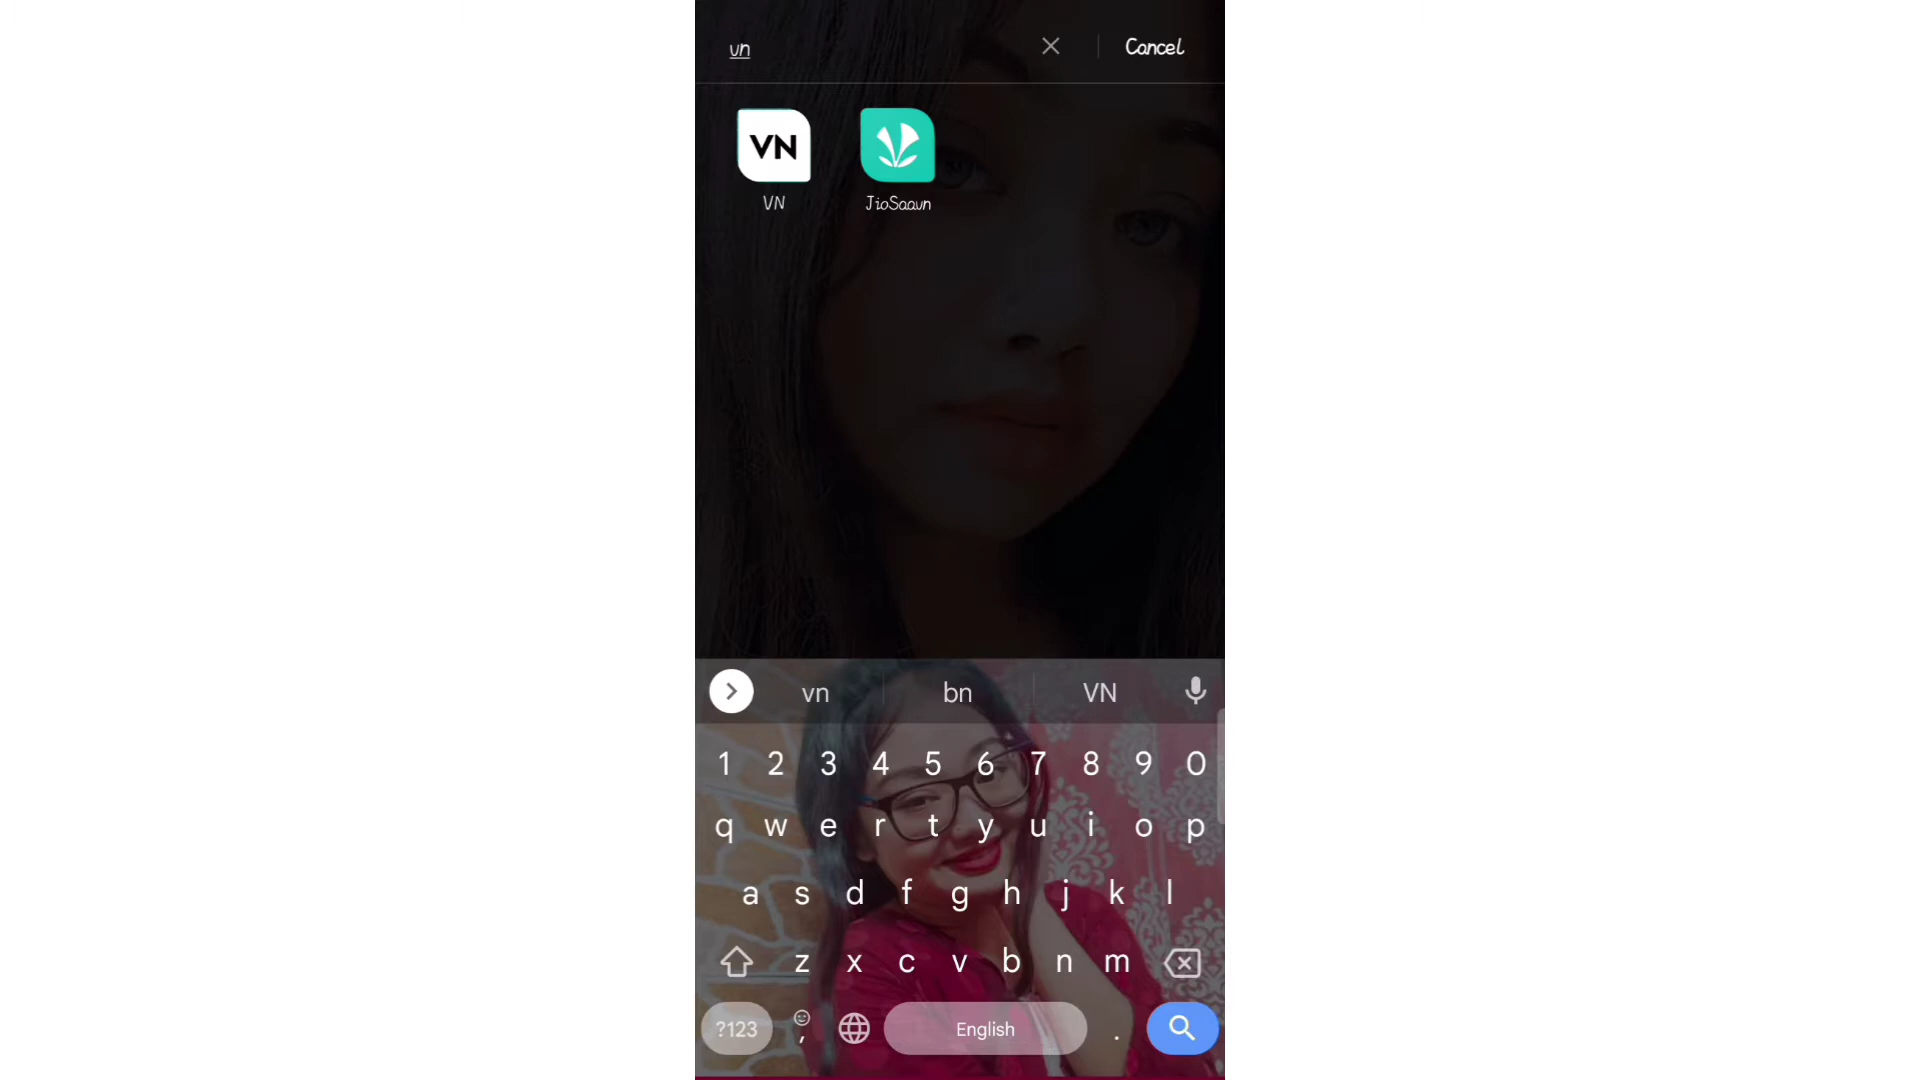 vn Cancel
VN
VN JioSaavn
vn bn VN
1 2 3 4 5 6 7 8 9 0
q w e r t y u i o p
a s d f g h j k l
z x c v b n m
?123 , English .